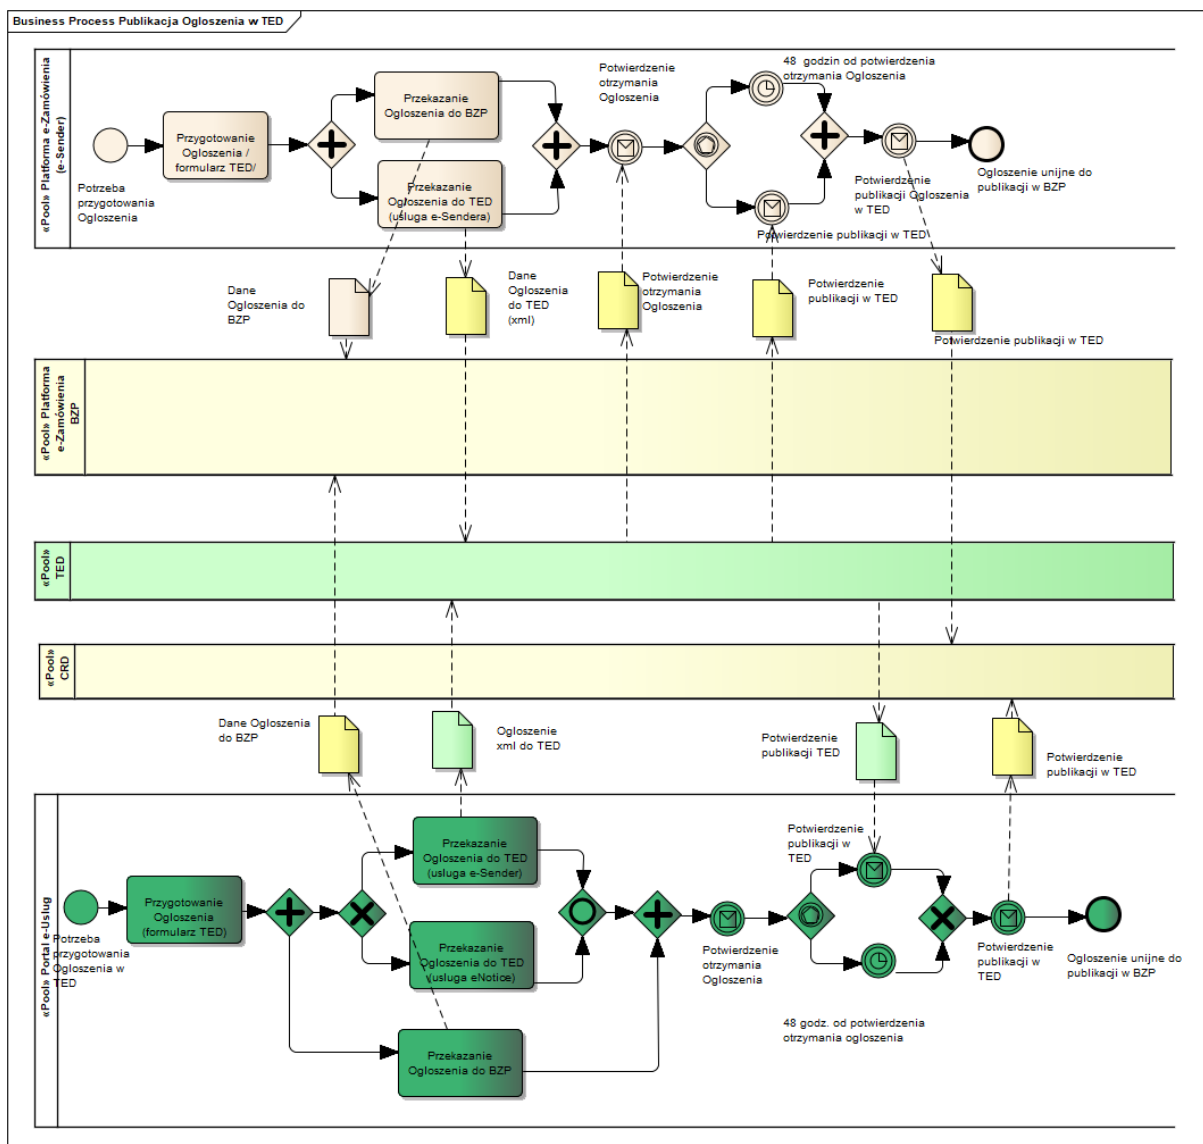 Business Process Publikacja Ogloszenia w TED
«Pool» Platforma e-Zamówienia
(e-Sender)
Potrzeba
przygotowania
Ogloszenia
Przygotowanie
Ogloszenia /
formularz TED/
Przekazanie
Ogloszenia do BZP
Przekazanie
Ogloszenia do TED
(usluga e-Sendera)
Potwierdzenie
otrzymania
Ogloszenia
48 godzin od potwierdzenia
otrzymania Ogloszenia
Potwierdzenie publikacji w TED
Potwierdzenie
publikacji Ogloszenia
w TED
Ogloszenie unijne do
publikacji w BZP
Dane
Ogloszenia do
BZP
Dane
Ogloszenia
do TED
(xml)
Potwierdzenie
otrzymania
Ogloszenia
Potwierdzenie
publikacji w TED
Potwierdzenie publikacji w TED
«Pool» Platforma
e-Zamówienia
BZP
«Pool»
TED
«Pool»
CRD
Dane Ogloszenia
do BZP
Ogloszenie
xml do TED
Potwierdzenie
publikacji TED
Potwierdzenie
publikacji w TED
«Pool» Portal e-Uslug
Potrzeba
przygotowania
Ogloszenia w
TED
Przygotowanie
Ogloszenia
(formularz TED)
Przekazanie
Ogloszenia do TED
(usluga e-Sender)
Przekazanie
Ogloszenia do TED
(usluga eNotice)
Przekazanie
Ogloszenia do BZP
Potwierdzenie
otrzymania
Ogloszenia
Potwierdzenie
publikacji w
TED
48 godz. od potwierdzenia
otrzymania ogloszenia
Potwierdzenie
publikacji w
TED
Ogloszenie unijne do
publikacji w BZP